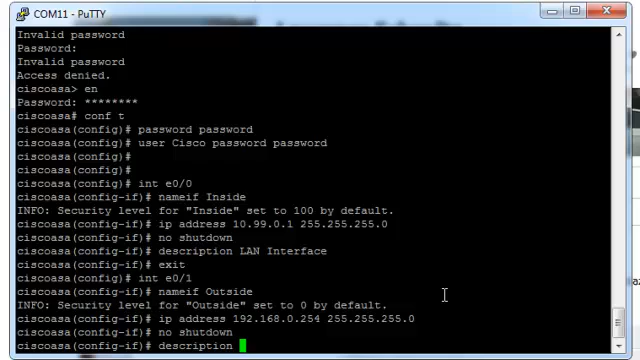 COM11 - PuTTY
Invalid password
Password:
Invalid password
Access denied.
ciscoasa> en
Password: ********
ciscoasa# conf t
ciscoasa(config)# password password
ciscoasa(config)# user Cisco password password
ciscoasa(config)#
ciscoasa(config)#
ciscoasa(config)# int e0/0
ciscoasa(config-if)# nameif Inside
INFO: Security level for "Inside" set to 100 by default.
ciscoasa(config-if)# ip address 10.99.0.1 255.255.255.0
ciscoasa(config-if)# no shutdown
ciscoasa(config-if)# description LAN Interface
ciscoasa(config-if)# exit
ciscoasa(config)# int e0/1
ciscoasa(config-if)# nameif Outside
INFO: Security level for "Outside" set to 0 by default.
ciscoasa(config-if)# ip address 192.168.0.254 255.255.255.0
ciscoasa(config-if)# no shutdown
ciscoasa(config-if)# description